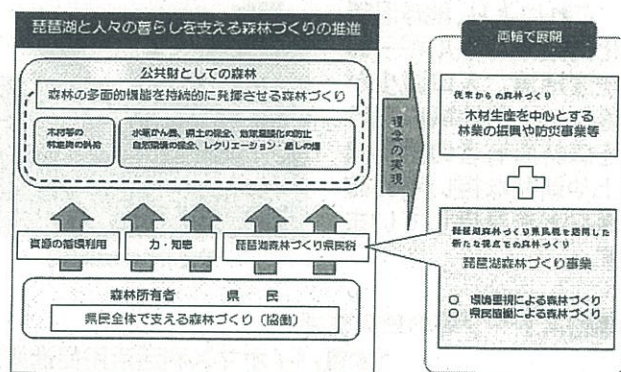 琵琶湖と人々の暮らしを支える森林づくりの推進
公共財としての森林
森林の多面的機能を持続的に発揮させる森林づくり
木材等の
林産物の供給
水源かん養、県土の保全、地球温暖化の防止
自然環境の保全、レクリエーション・癒しの場
資源の循環利用
力・知恵
琵琶湖森林づくり県民税
森林所有者 県 民
県民全体で支える森林づくり（協働）
理念の実現
両輪で展開
従来からの森林づくり
木材生産を中心とする
林業の振興や防災事業等
琵琶湖森林づくり県民税を活用した
新たな視点での森林づくり
琵琶湖森林づくり事業
○ 環境重視による森林づくり
○ 県民協働による森林づくり